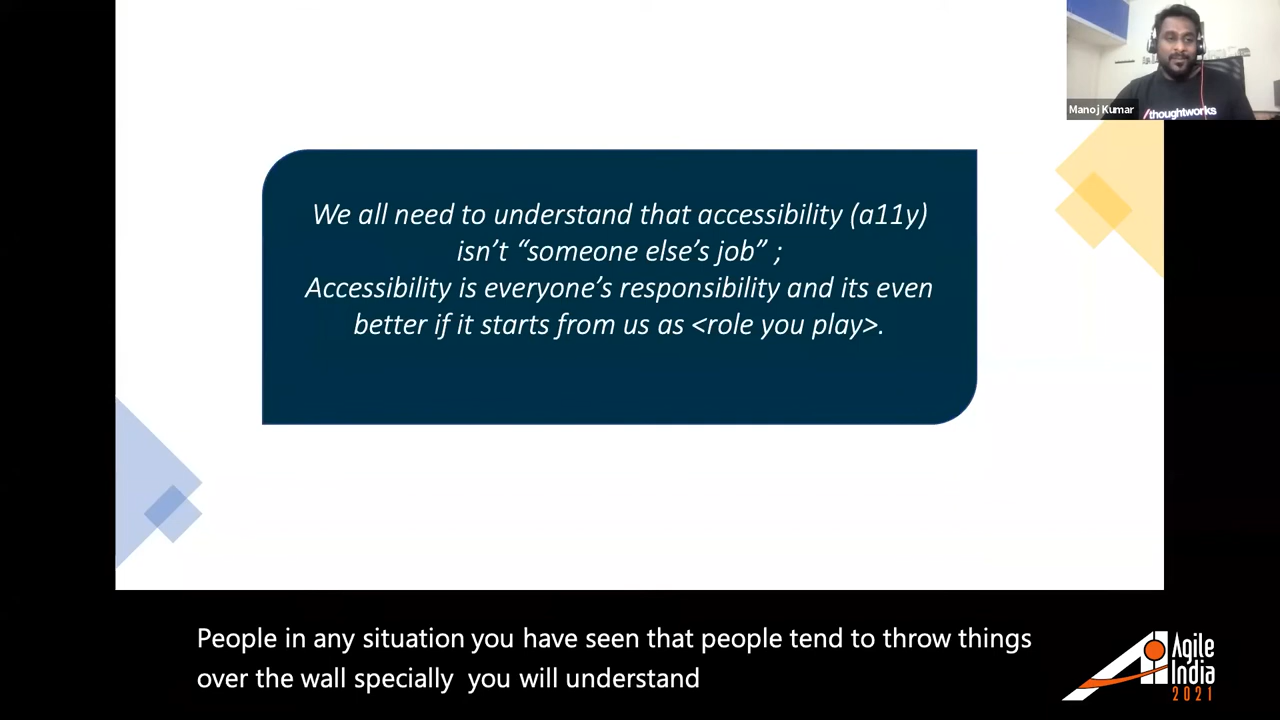 Manoj Kumar
/thoughtworks
We all need to understand that accessibility (a11y)
isn’t “someone else’s job” ;
Accessibility is everyone’s responsibility and its even
better if it starts from us as <role you play>.
People in any situation you have seen that people tend to throw things
over the wall specially  you will understand
Agile
India
2021